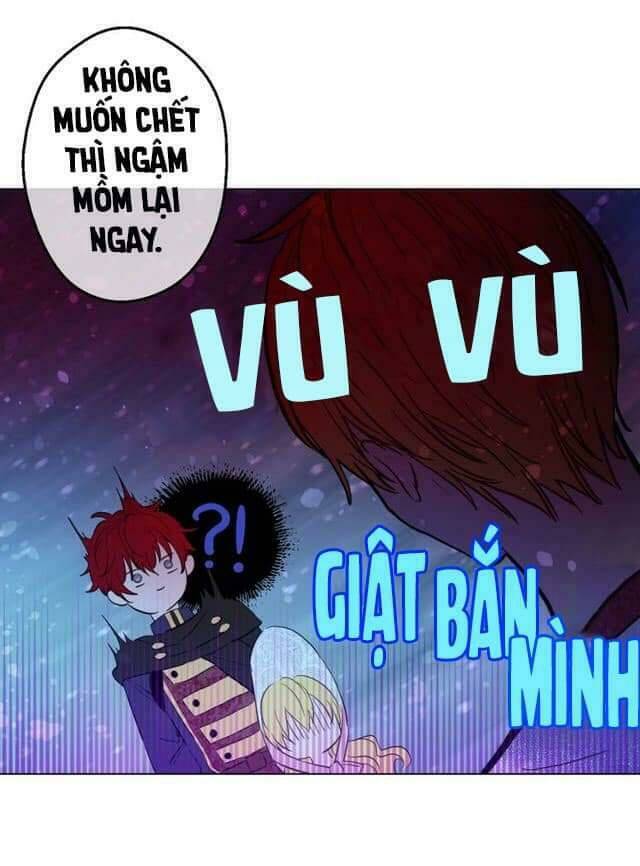 KHÔNG
MUỐN CHẾT
THÌ NGẬM
MỒM LẠI
NGAY.
VÙ VÙ
?!
GIẬT BẮN
MÌNH